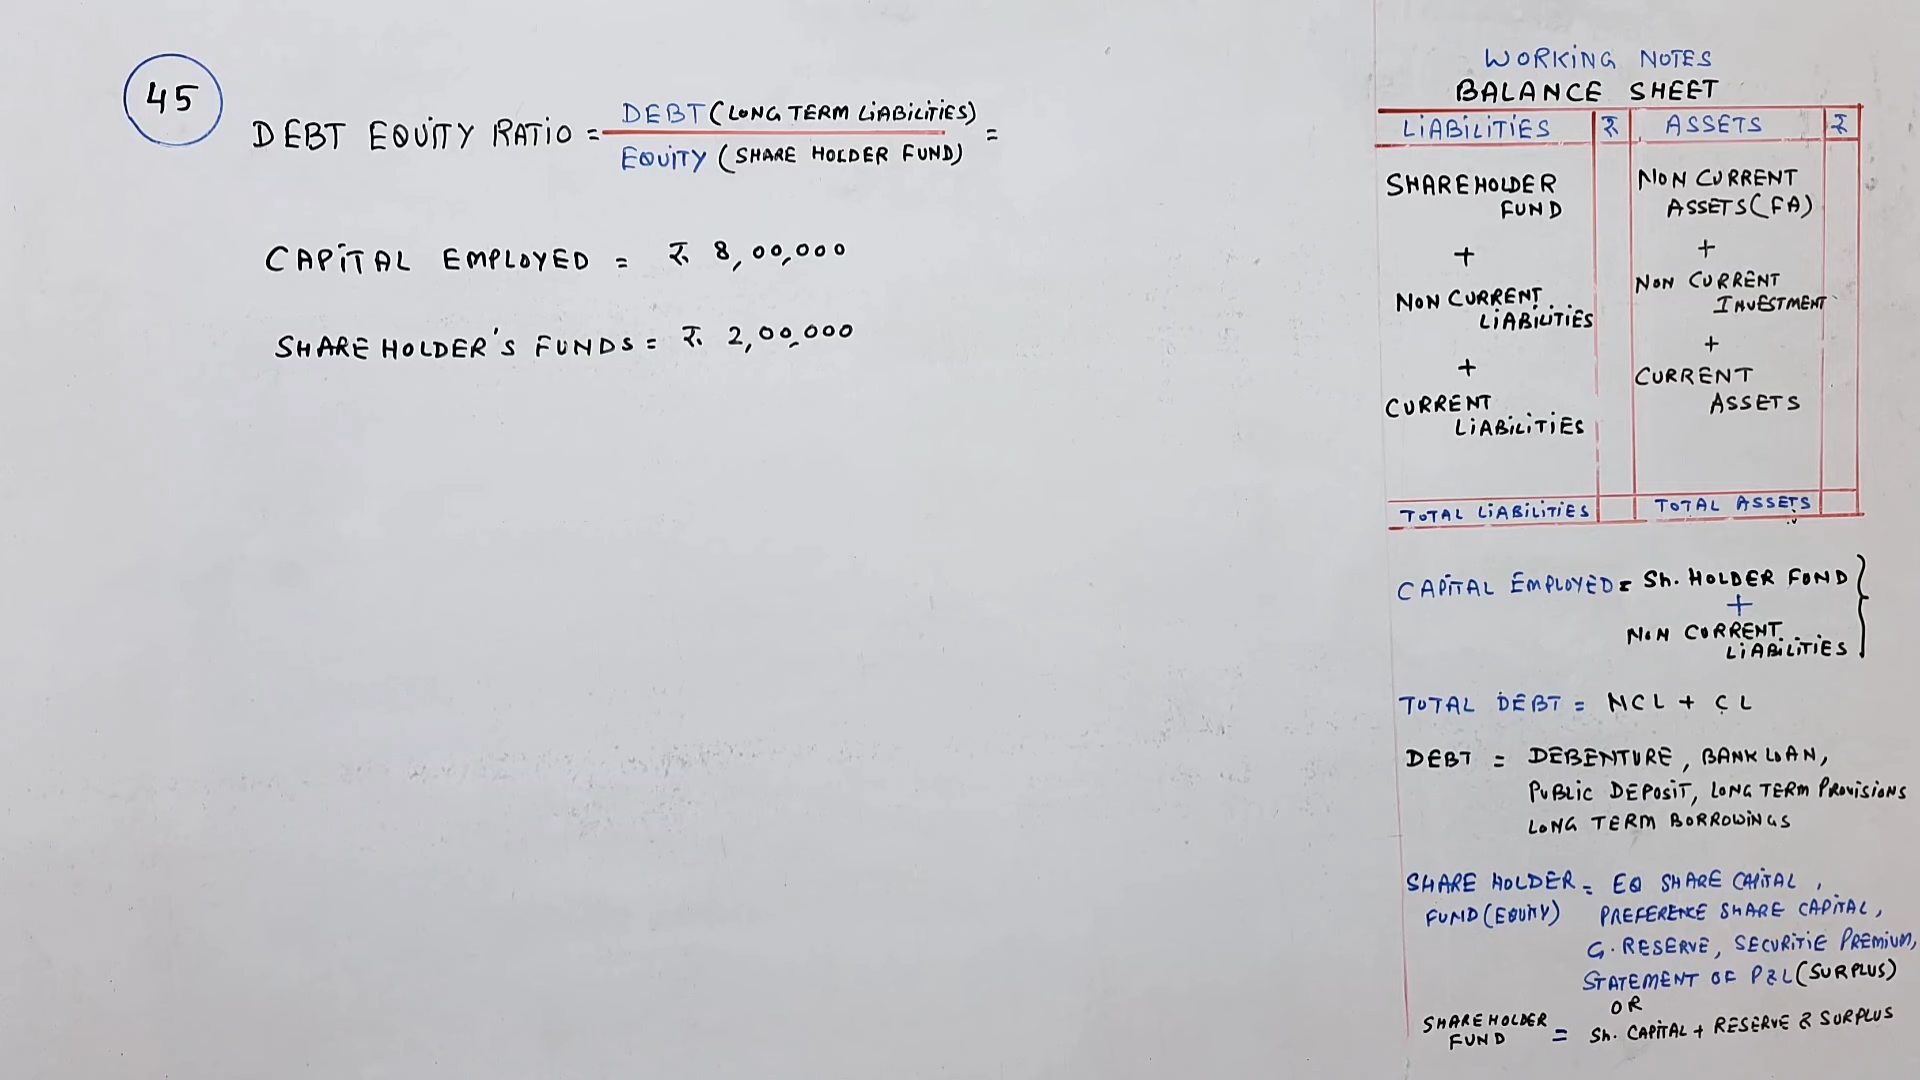 45
DEBT EQUITY RATIO = DEBT (LONG TERM LIABILITIES) =
EQUITY (SHARE HOLDER FUND)
CAPITAL EMPLOYED = ₹. 8,00,000
SHARE HOLDER'S FUNDS = ₹. 2,00,000
WORKING NOTES
BALANCE SHEET
LIABILITIES ₹ ASSETS ₹
SHAREHOLDER
FUND
+
NON CURRENT
LIABILITIES
+
CURRENT
LIABILITIES
TOTAL LIABILITIES
NON CURRENT
ASSETS (FA)
+
NON CURRENT
INVESTMENT
+
CURRENT
ASSETS
TOTAL ASSETS
CAPITAL EMPLOYED = Sh. HOLDER FOND
+
NON CURRENT
LIABILITIES
TOTAL DEBT = NCL + CL
DEBT = DEBENTURE, BANK LOAN,
PUBLIC DEPOSIT, LONG TERM PROVISIONS
LONG TERM BORROWINGS
SHARE HOLDER = EQ SHARE CAPITAL,
FUND (EQUITY) PREFERENCE SHARE CAPITAL,
G. RESERVE, SECURITIE PREMIUM,
STATEMENT OF P&L (SURPLUS)
OR
SHAREHOLDER
FUND = Sh. CAPITAL + RESERVE & SURPLUS